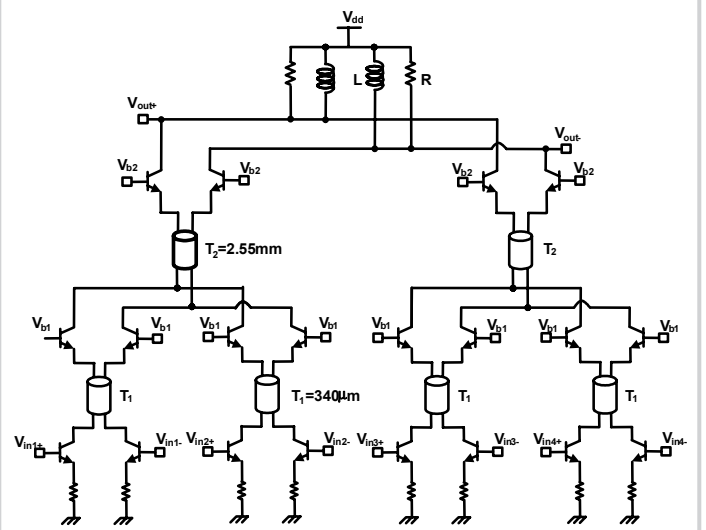 Vdd
L R
Vout+
Vout-
Vb2 Vb2 Vb2 Vb2
T2=2.55mm T2
Vb1 Vb1 Vb1 Vb1 Vb1 Vb1 Vb1 Vb1
T1 T1=340μm T1 T1
Vin1+ Vin1- Vin2+ Vin2- Vin3+ Vin3- Vin4+ Vin4-